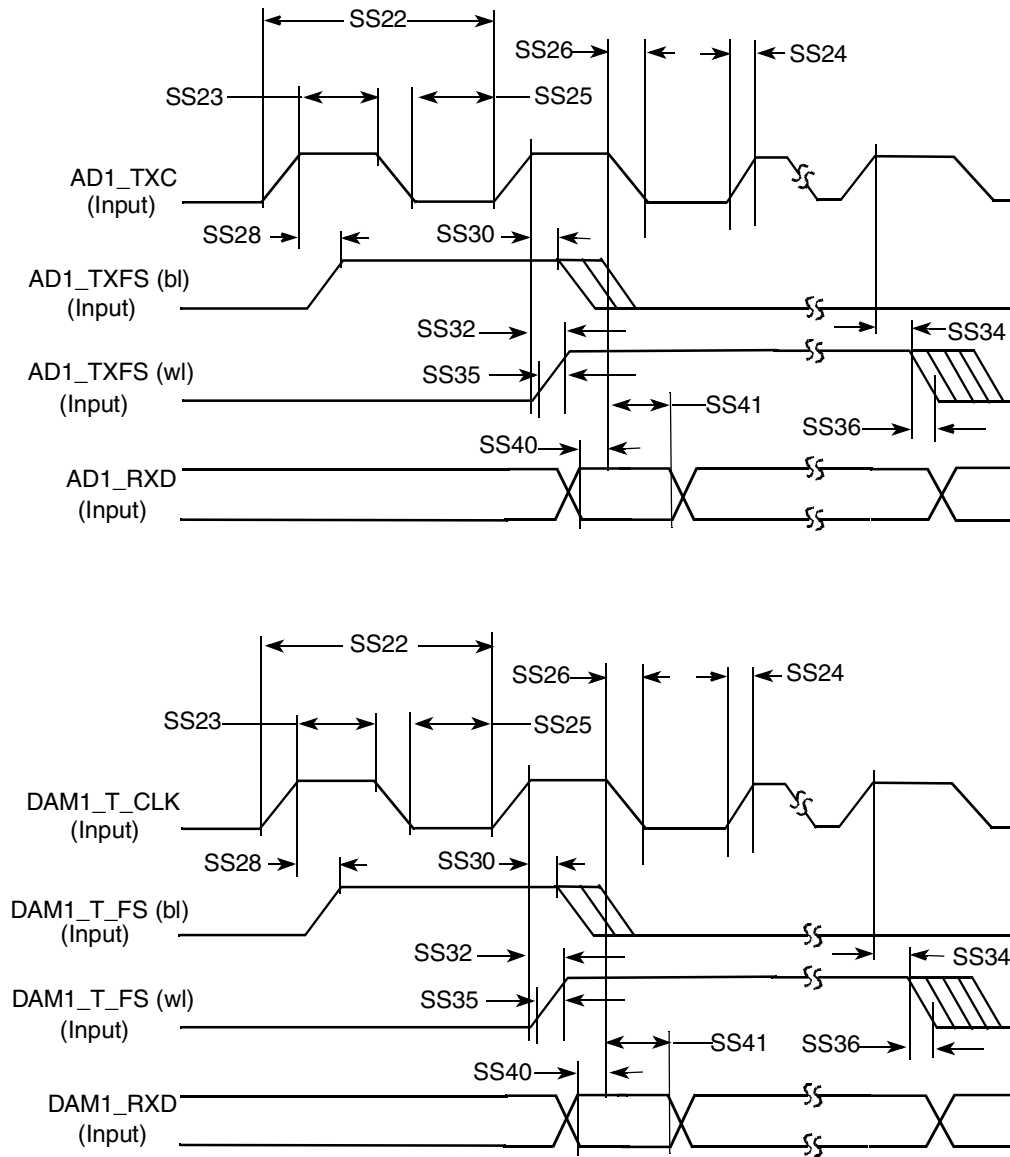 SS22
SS26
SS24
SS23
SS25
AD1_TXC
(Input)
SS28
SS30
AD1_TXFS (bl)
(Input)
SS32
SS34
AD1_TXFS (wl)
(Input)
SS35
SS41
SS36
SS40
AD1_RXD
(Input)
SS22
SS26
SS24
SS23
SS25
DAM1_T_CLK
(Input)
SS28
SS30
DAM1_T_FS (bl)
(Input)
SS32
SS34
DAM1_T_FS (wl)
(Input)
SS35
SS41
SS36
SS40
DAM1_RXD
(Input)